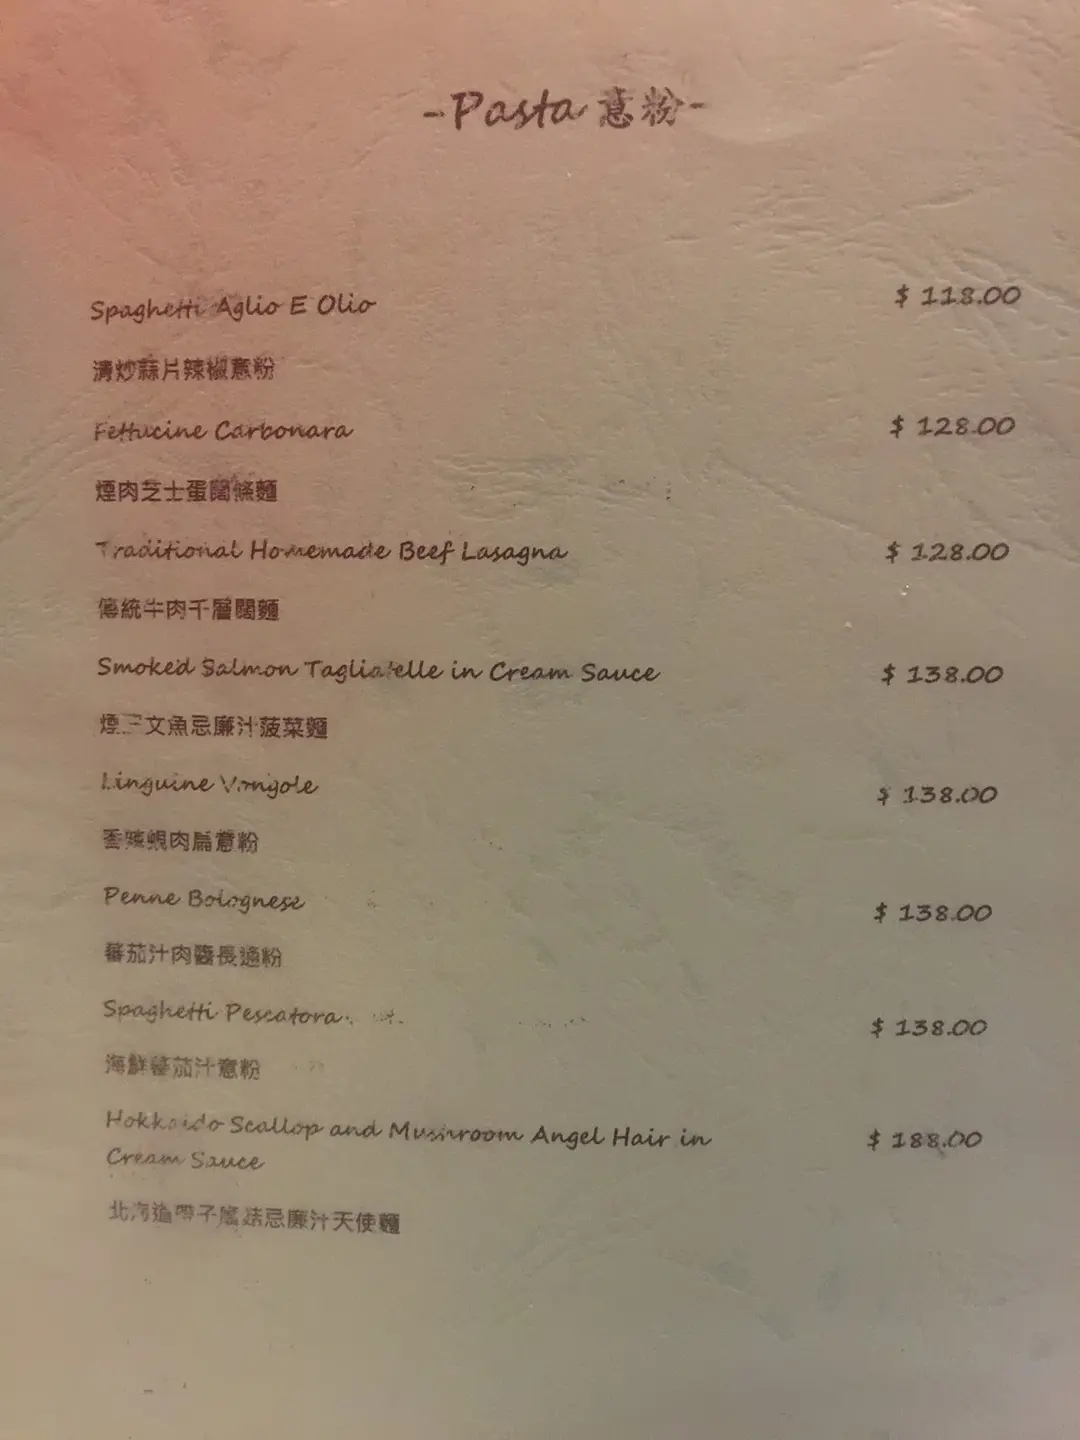 -Pasta 意粉-
Spaghetti Aglio E Olio $ 118.00
清炒蒜片辣椒意粉
Fettucine Carbonara $ 128.00
煙肉芝士蛋闊條麵
Traditional Homemade Beef Lasagna $ 128.00
傳統牛肉千層闊麵
Smoked Salmon Tagliatelle in Cream Sauce $ 138.00
煙三文魚忌廉汁菠菜麵
Linguine Vongole $ 138.00
香辣蜆肉扁意粉
Penne Bolognese $ 138.00
蕃茄汁肉醬長通粉
Spaghetti Pescatora $ 138.00
海鮮蕃茄汁意粉
Hokkaido Scallop and Mushroom Angel Hair in $ 188.00
Cream Sauce
北海道帶子蘑菇忌廉汁天使麵